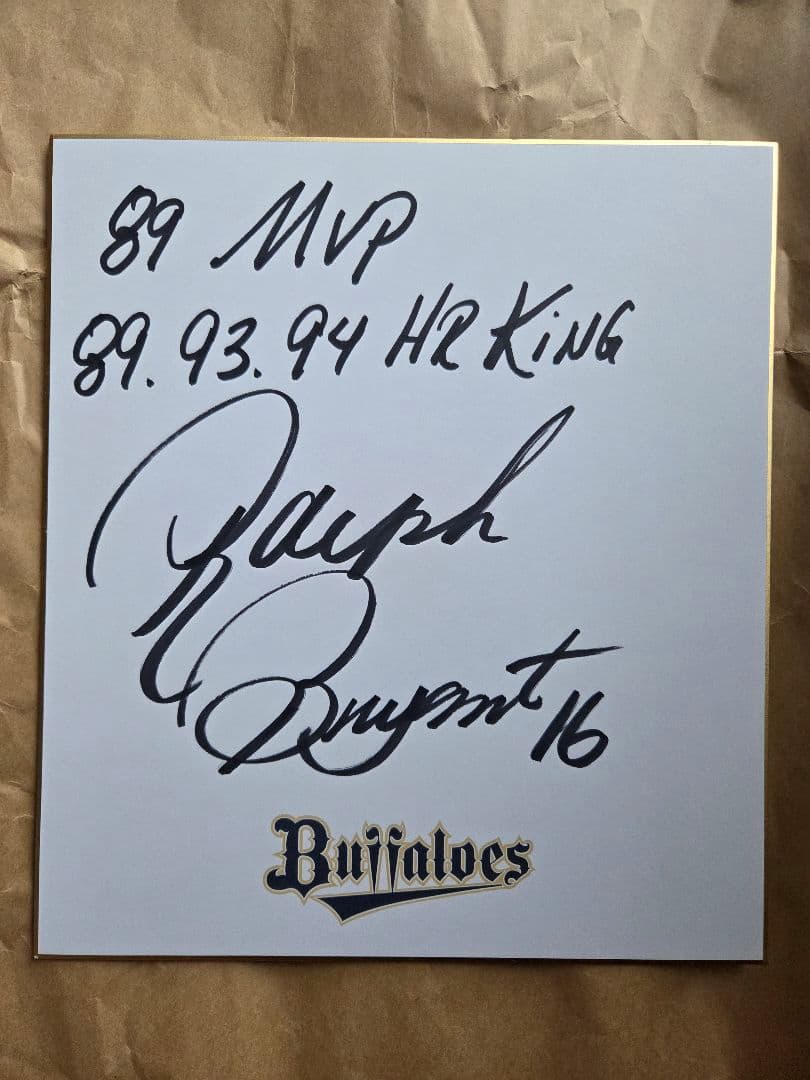 89 MVP
89. 93. 94 HR KiNG
Ralph
Bryant 16
Buffaloes